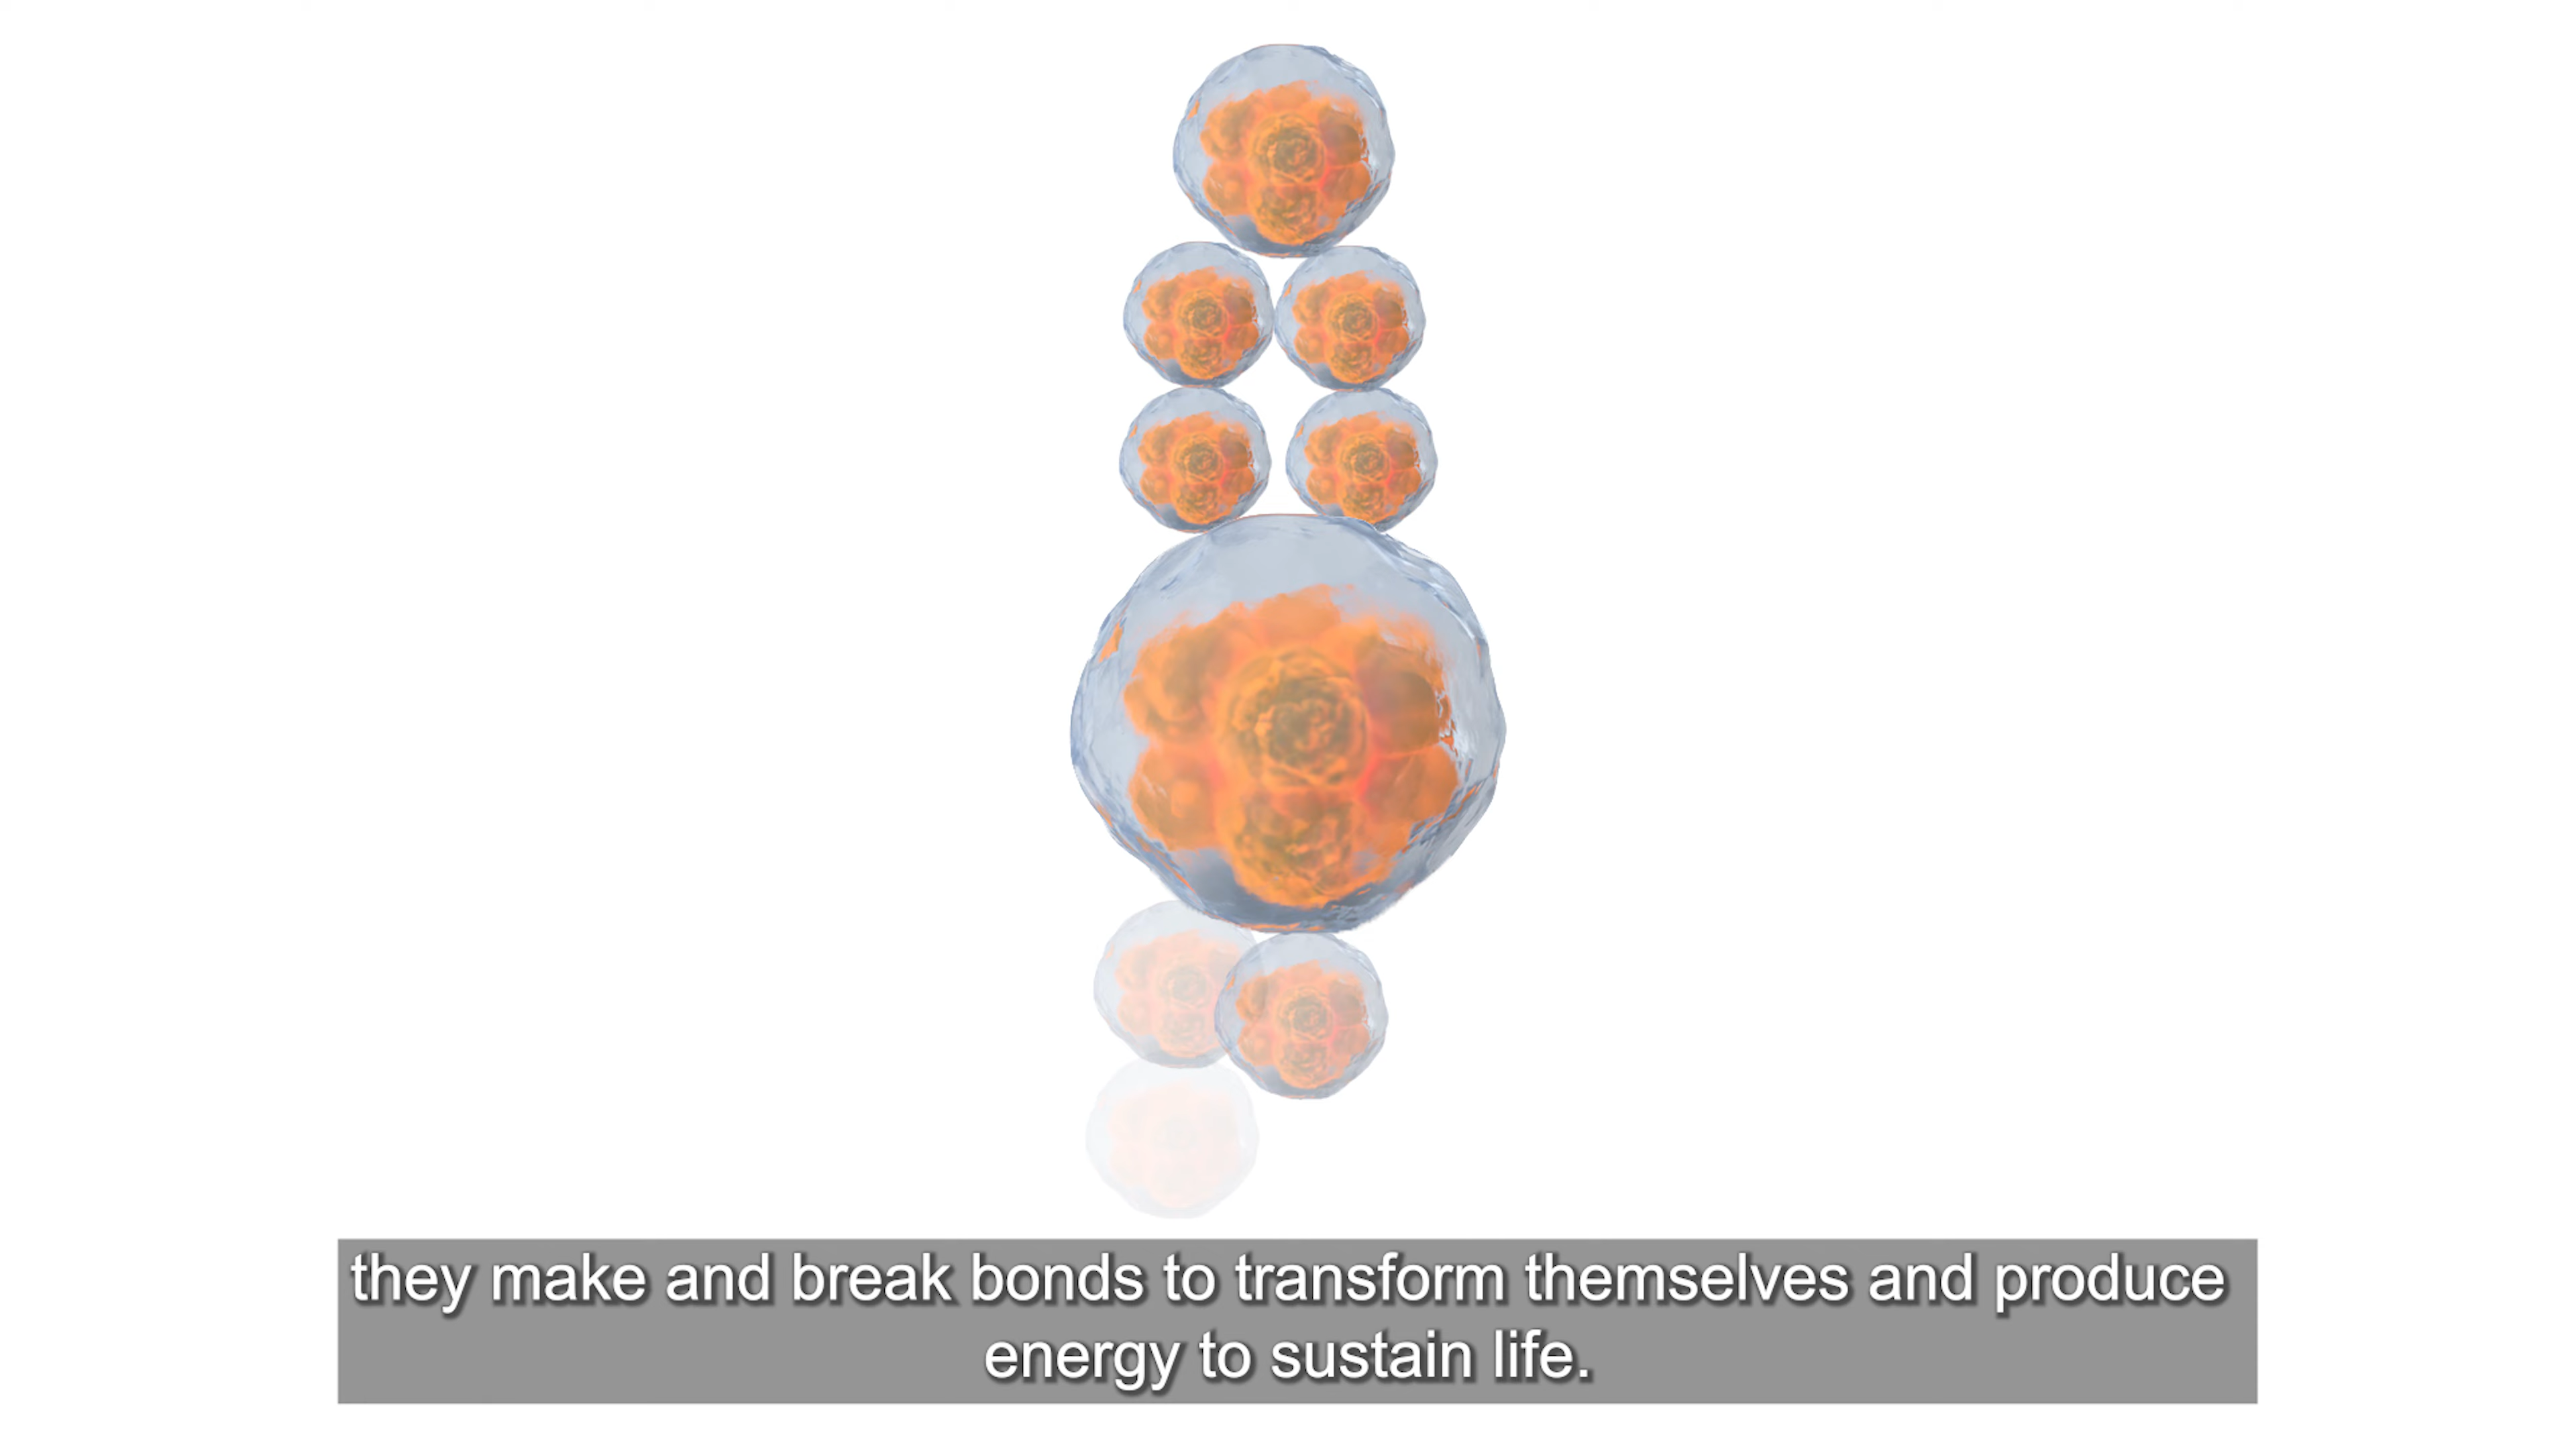 they make and break bonds to transform themselves and produce
energy to sustain life.